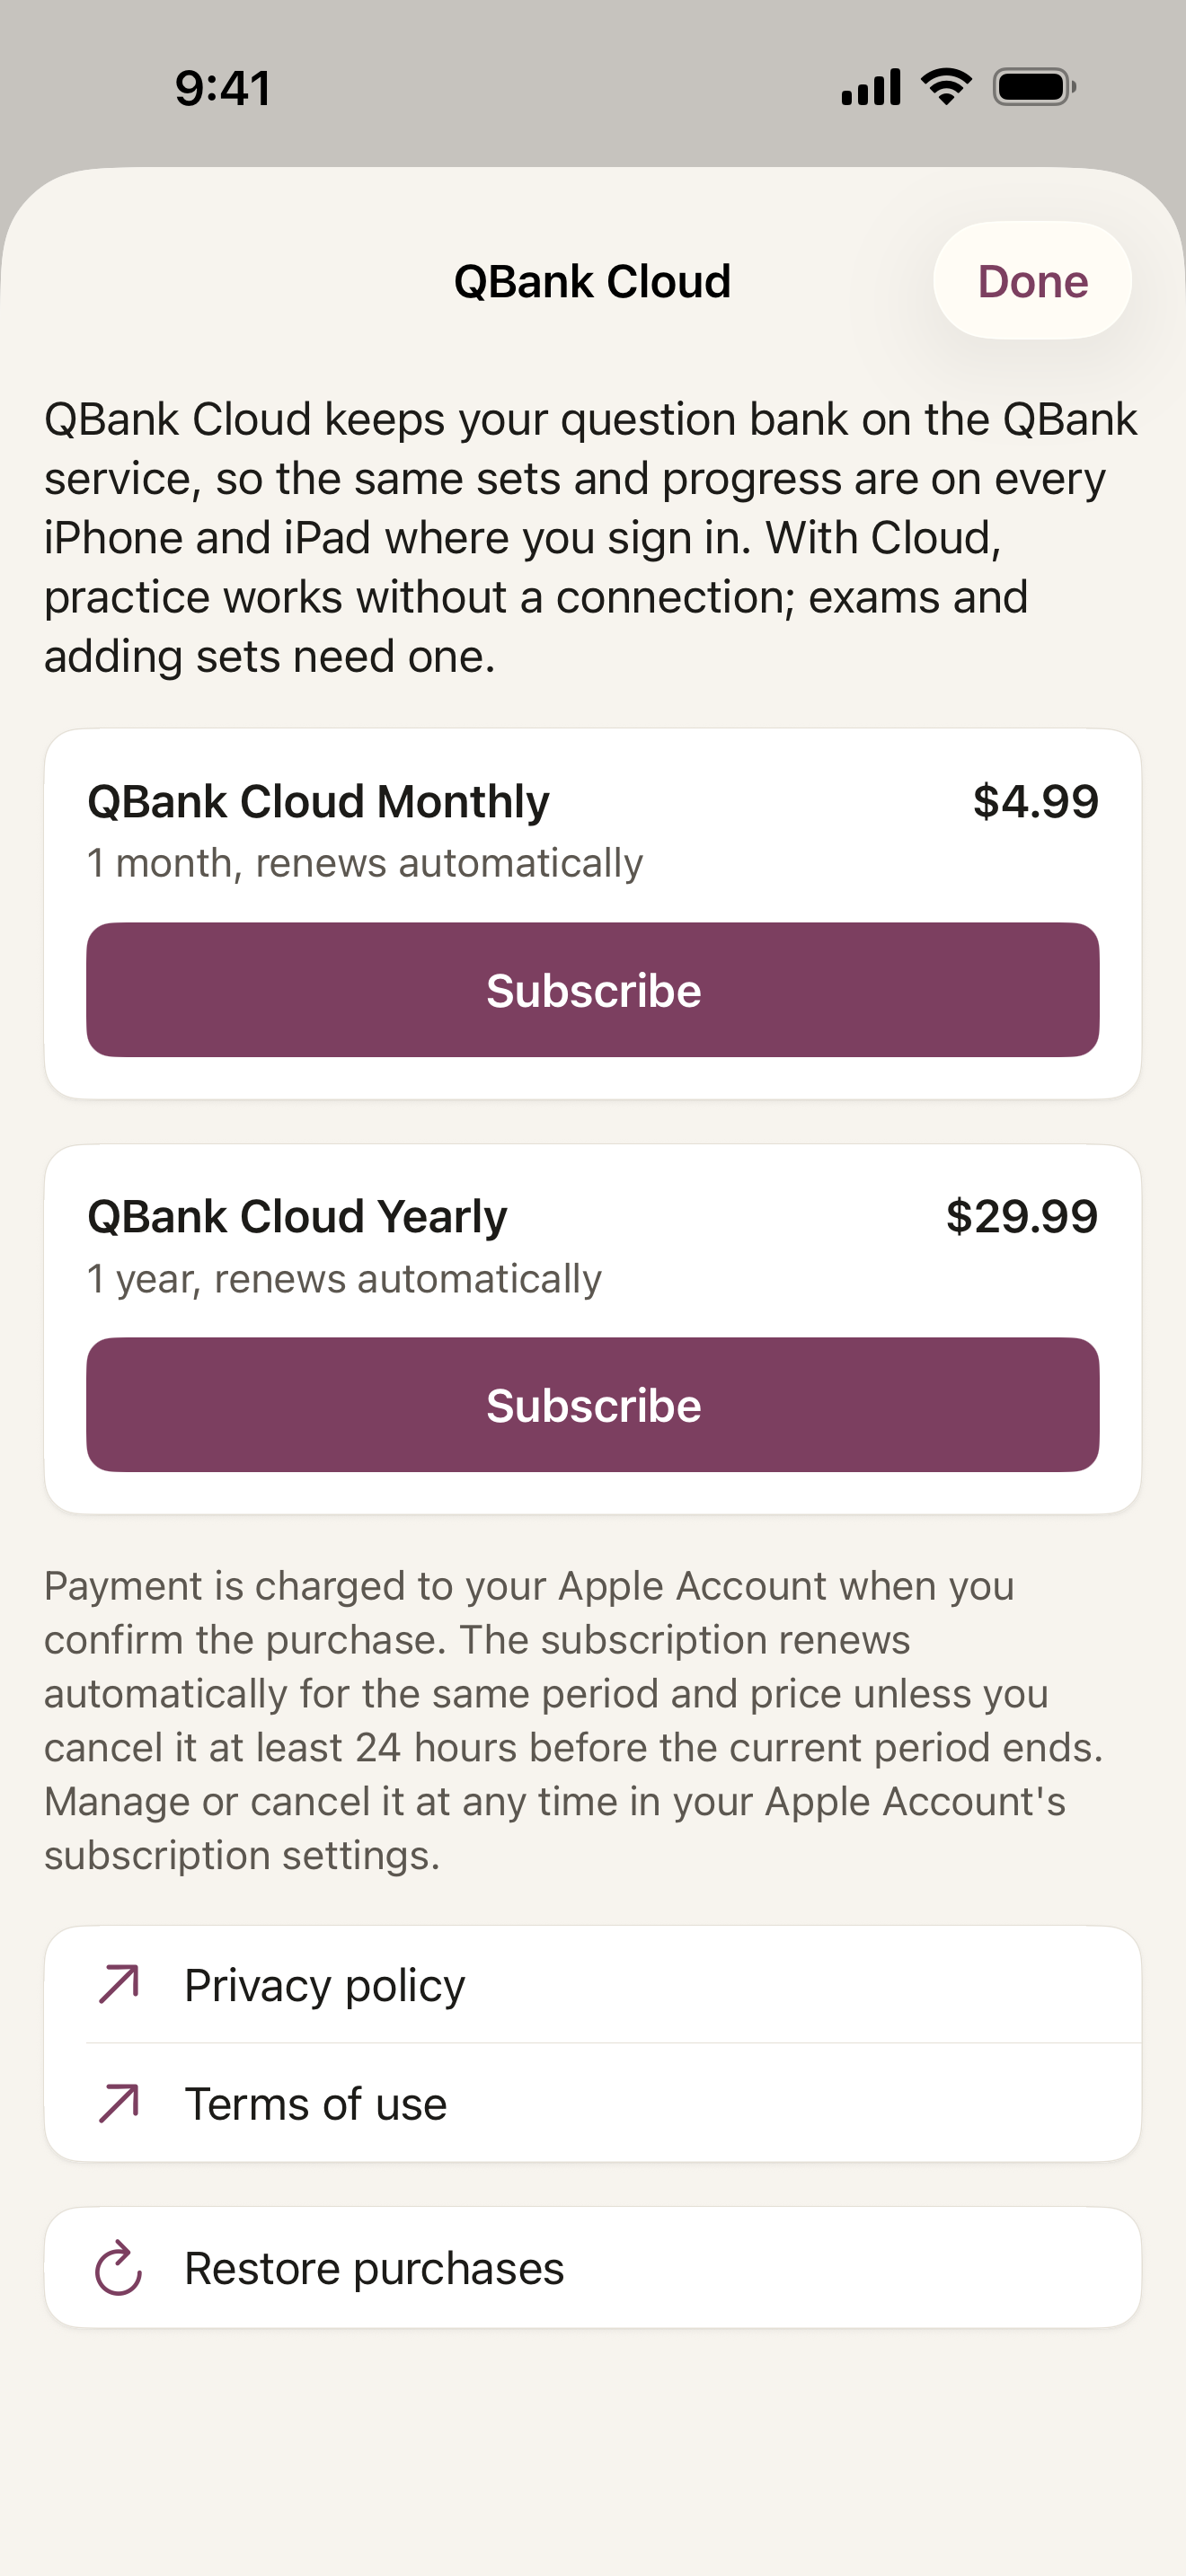 9:41
QBank Cloud
Done
QBank Cloud keeps your question bank on the QBank
service, so the same sets and progress are on every
iPhone and iPad where you sign in. With Cloud,
practice works without a connection; exams and
adding sets need one.
QBank Cloud Monthly $4.99
1 month, renews automatically
Subscribe
QBank Cloud Yearly $29.99
1 year, renews automatically
Subscribe
Payment is charged to your Apple Account when you
confirm the purchase. The subscription renews
automatically for the same period and price unless you
cancel it at least 24 hours before the current period ends.
Manage or cancel it at any time in your Apple Account's
subscription settings.
Privacy policy
Terms of use
Restore purchases